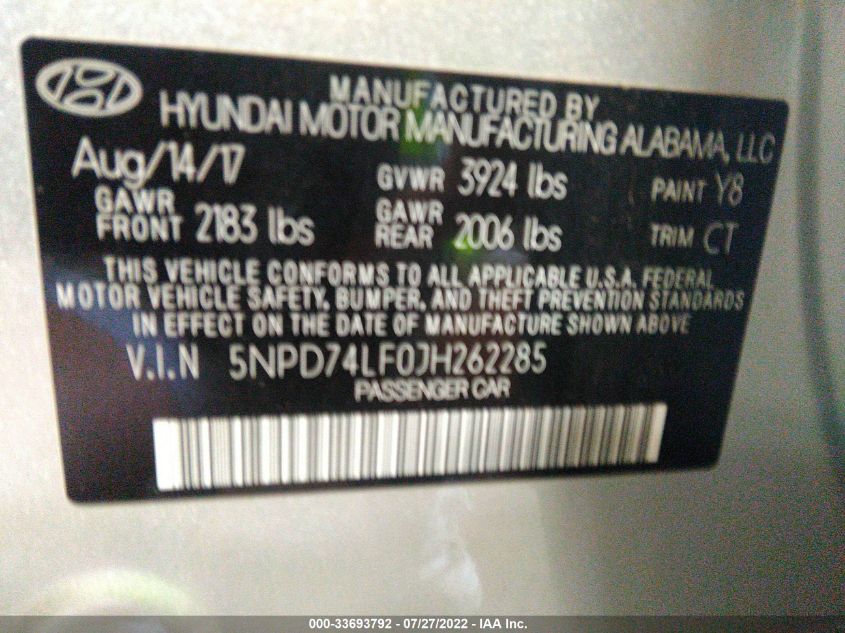 MANUFACTURED BY
HYUNDAI MOTOR MANUFACTURING ALABAMA, LLC
Aug/14/17 GVWR 3924 lbs PAINT Y8
GAWR FRONT 2183 lbs GAWR REAR 2006 lbs TRIM CT
THIS VEHICLE CONFORMS TO ALL APPLICABLE U.S.A. FEDERAL
MOTOR VEHICLE SAFETY, BUMPER, AND THEFT PREVENTION STANDARDS
IN EFFECT ON THE DATE OF MANUFACTURE SHOWN ABOVE
V.I.N 5NPD74LF0JH262285
PASSENGER CAR
000-33693792 - 07/27/2022 - IAA Inc.